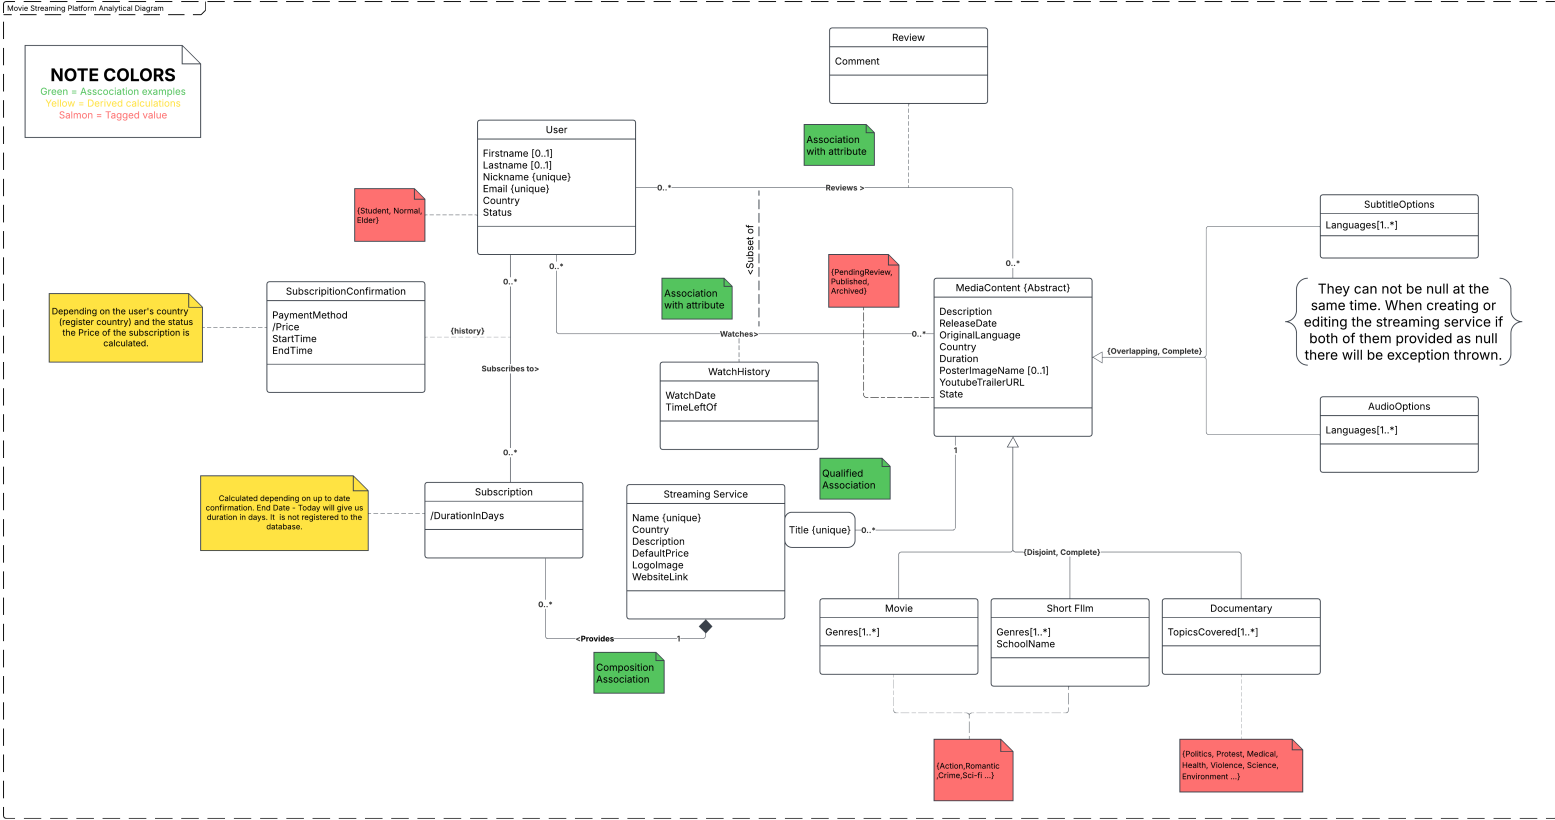 Movie Streaming Platform Analytical Diagram
NOTE COLORS
Green = Asscociation examples
Yellow = Derived calculations
Salmon = Tagged value
Review
Comment
Association
with attribute
User
Firstname [0..1]
Lastname [0..1]
Nickname {unique}
Email {unique}
Country
Status
{Student, Normal,
Elder}
0..*
Reviews >
0..*
<Subset of
0..*
0..*
Association
with attribute
{PendingReview,
Published,
Archived}
MediaContent {Abstract}
Description
ReleaseDate
OriginalLanguage
Country
Duration
PosterImageName [0..1]
YoutubeTrailerURL
State
SubtitleOptions
Languages[1..*]
They can not be null at the
same time. When creating or
editing the streaming service if
both of them provided as null
there will be exception thrown.
{Overlapping, Complete}
AudioOptions
Languages[1..*]
Depending on the user's country
(register country) and the status
the Price of the subscription is
calculated.
SubscripitionConfirmation
PaymentMethod
/Price
StartTime
EndTime
{history}
Subscribes to>
0..*
Watches>
0..*
WatchHistory
WatchDate
TimeLeftOf
1
Qualified
Association
Calculated depending on up to date
confirmation. End Date - Today will give us
duration in days. It is not registered to the
database.
Subscription
/DurationInDays
Streaming Service
Name {unique}
Country
Description
DefaultPrice
LogoImage
WebsiteLink
Title {unique}
0..*
0..*
<Provides
1
Composition
Association
{Disjoint, Complete}
Movie
Genres[1..*]
Short FIlm
Genres[1..*]
SchoolName
Documentary
TopicsCovered[1..*]
{Action,Romantic
,Crime,Sci-fi ...}
{Politics, Protest, Medical,
Health, Violence, Science,
Environment ...}